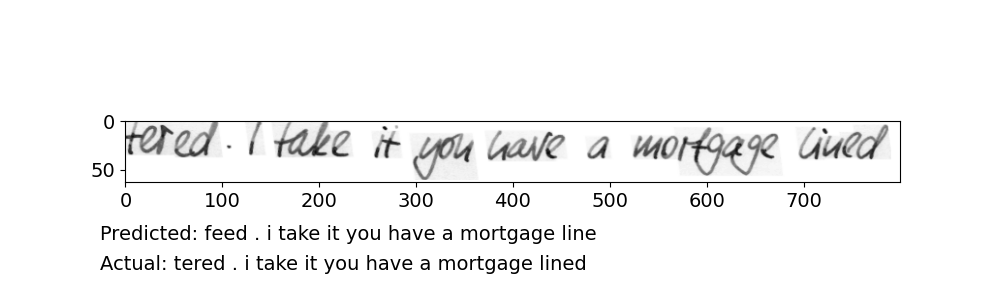 0
tered. I take it you have a mortgage lined
50
0 100 200 300 400 500 600 700
Predicted: feed . i take it you have a mortgage line
Actual: tered . i take it you have a mortgage lined